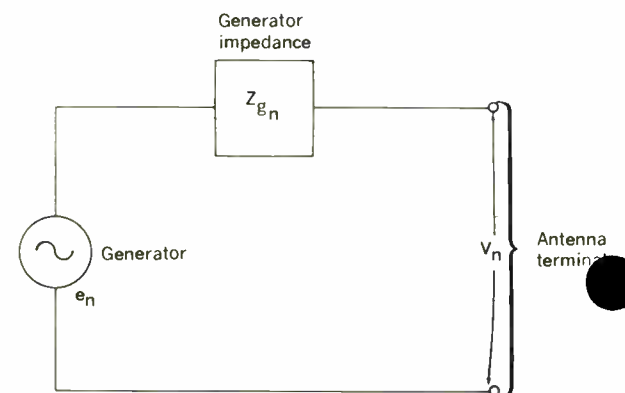 Generator
impedance
Zgn
Generator
en
Vn
Antenna